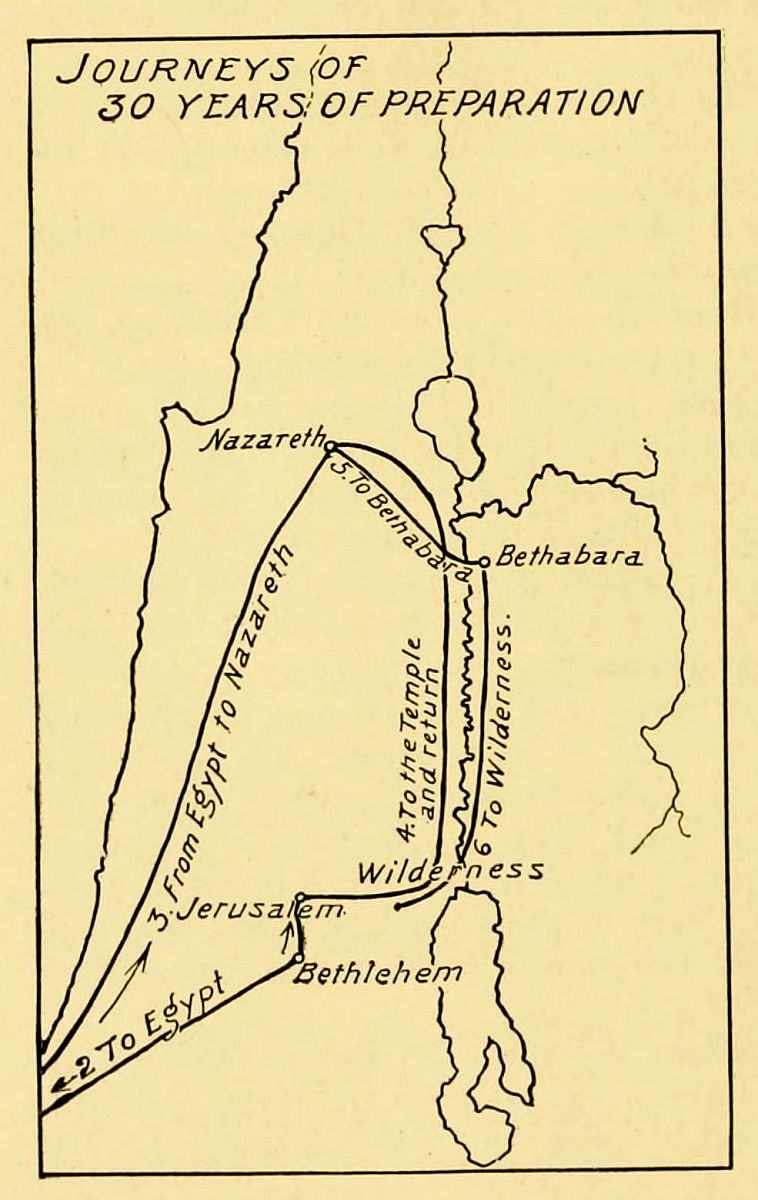 JOURNEYS OF
30 YEARS OF PREPARATION
Nazareth
5. To Bethabara
Bethabara
3. From Egypt to Nazareth
4. To the Temple
and return
6 To Wilderness.
Wilderness
Jerusalem.
Bethlehem
2 To Egypt